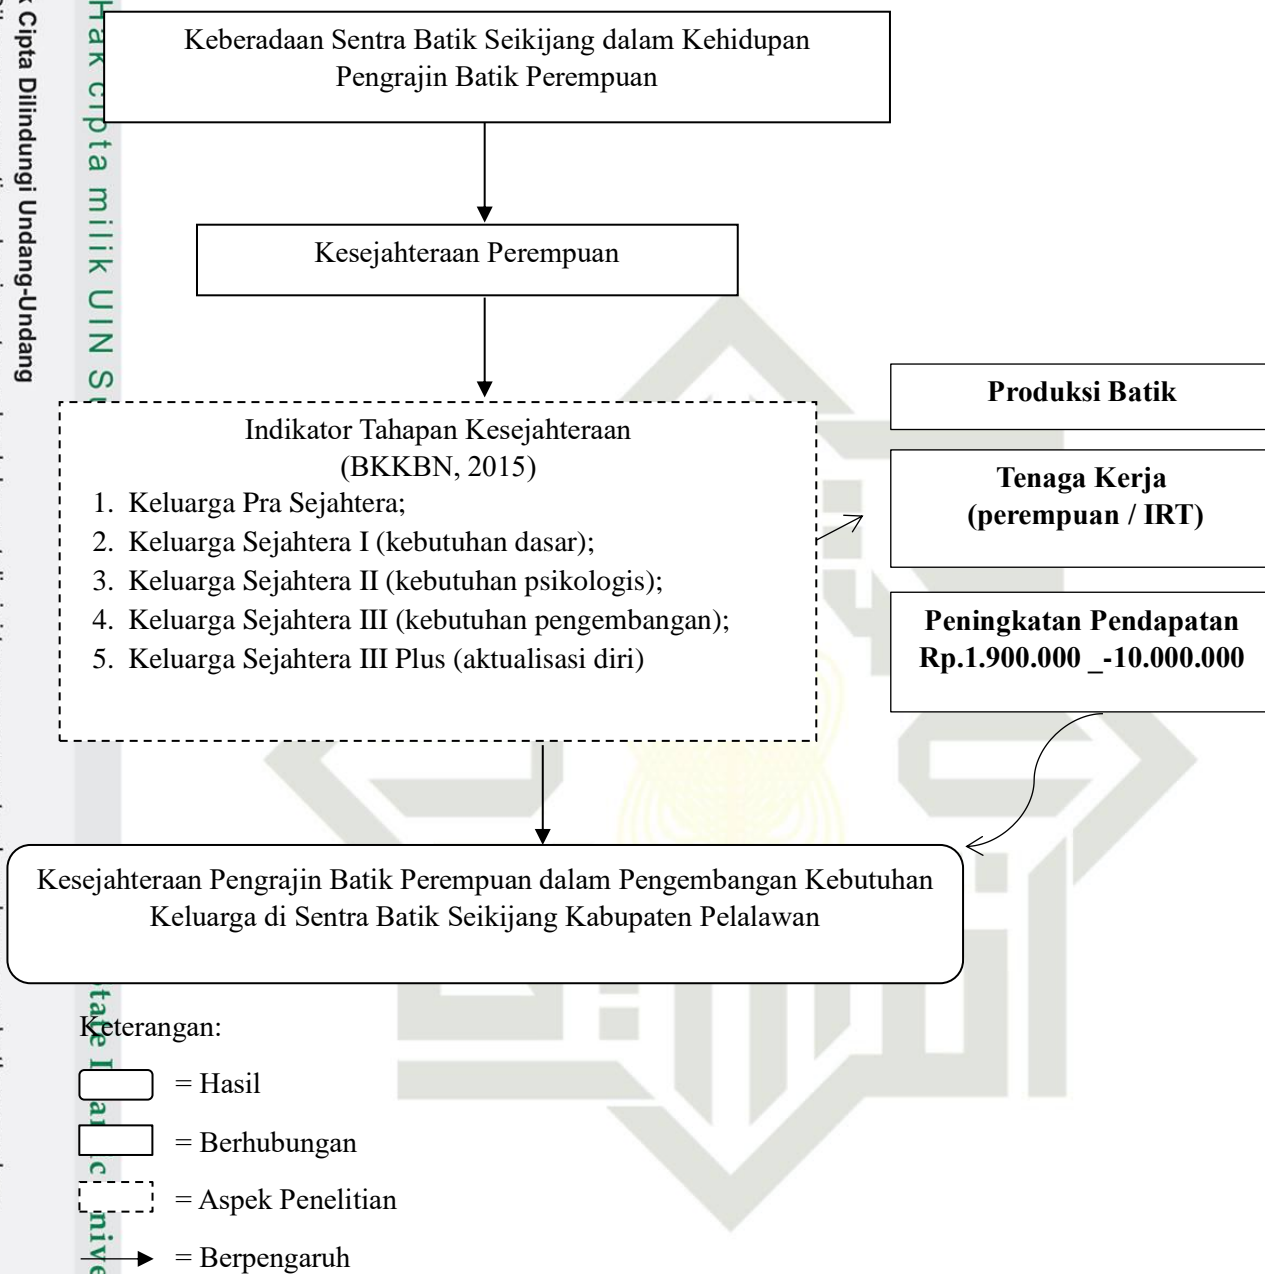 Keberadaan Sentra Batik Seikijang dalam Kehidupan
Pengrajin Batik Perempuan
Kesejahteraan Perempuan
Indikator Tahapan Kesejahteraan
(BKKBN, 2015)
1. Keluarga Pra Sejahtera;
2. Keluarga Sejahtera I (kebutuhan dasar);
3. Keluarga Sejahtera II (kebutuhan psikologis);
4. Keluarga Sejahtera III (kebutuhan pengembangan);
5. Keluarga Sejahtera III Plus (aktualisasi diri)
Produksi Batik
Tenaga Kerja
(perempuan / IRT)
Peningkatan Pendapatan
Rp.1.900.000 _-10.000.000
Kesejahteraan Pengrajin Batik Perempuan dalam Pengembangan Kebutuhan
Keluarga di Sentra Batik Seikijang Kabupaten Pelalawan
Keterangan:
= Hasil
= Berhubungan
= Aspek Penelitian
= Berpengaruh
Cipta Dilindungi Undang-Undang
Hak cipta milik UIN